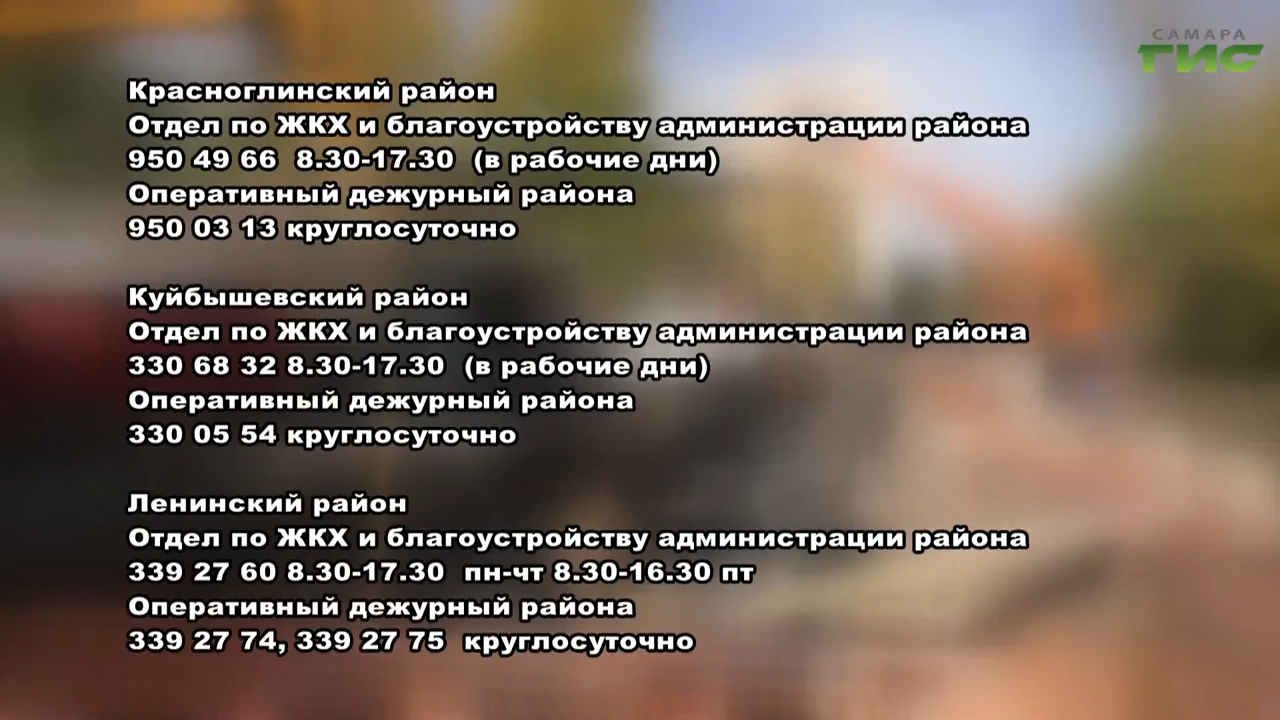 САМАРА
ГИС
Красноглинский район
Отдел по ЖКХ и благоустройству администрации района
950 49 66 8.30-17.30 (в рабочие дни)
Оперативный дежурный района
950 03 13 круглосуточно
Куйбышевский район
Отдел по ЖКХ и благоустройству администрации района
330 68 32 8.30-17.30 (в рабочие дни)
Оперативный дежурный района
330 05 54 круглосуточно
Ленинский район
Отдел по ЖКХ и благоустройству администрации района
339 27 60 8.30-17.30 пн-чт 8.30-16.30 пт
Оперативный дежурный района
339 27 74, 339 27 75 круглосуточно